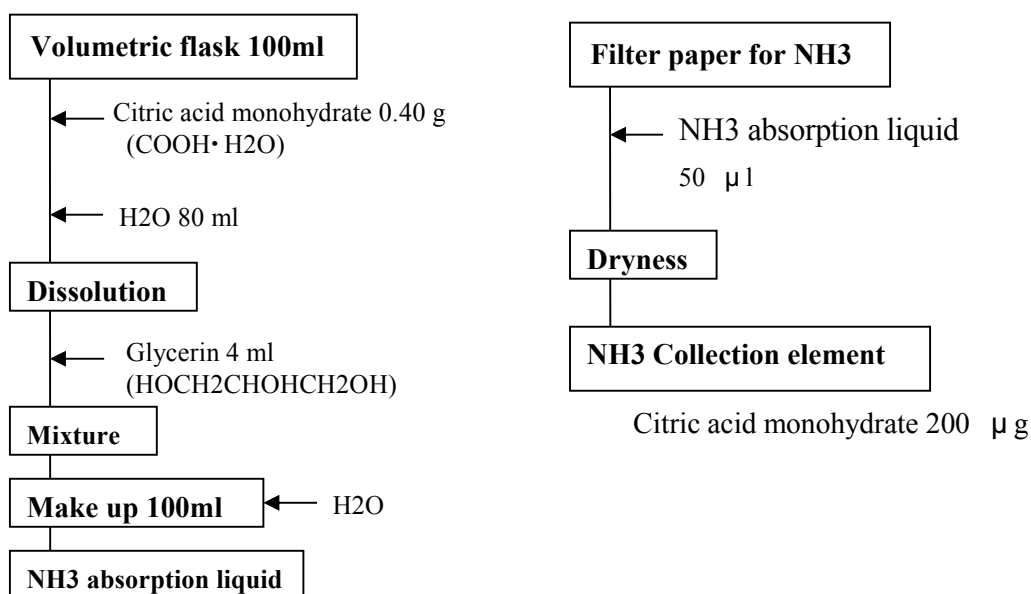 Volumetric flask 100ml
Citric acid monohydrate 0.40 g
(COOH・H2O)
H2O 80 ml
Dissolution
Glycerin 4 ml
(HOCH2CHOHCH2OH)
Mixture
Make up 100ml
H2O
NH3 absorption liquid
Filter paper for NH3
NH3 absorption liquid
50 μl
Dryness
NH3 Collection element
Citric acid monohydrate 200 μg